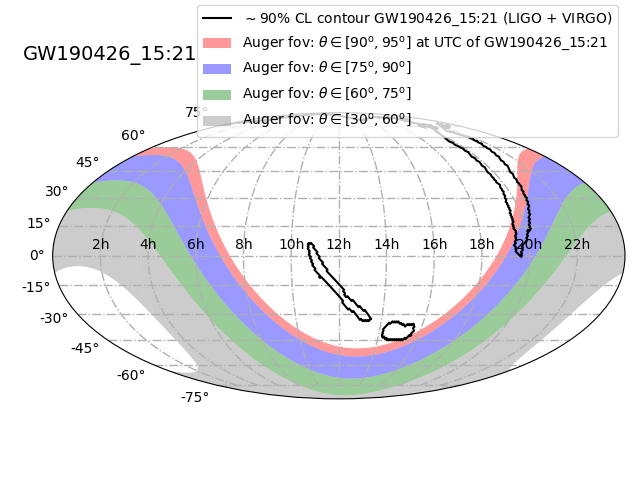 GW190426_15:21
~90% CL contour GW190426_15:21 (LIGO + VIRGO)
Auger fov: θ ∈ [90°, 95°] at UTC of GW190426_15:21
Auger fov: θ ∈ [75°, 90°]
Auger fov: θ ∈ [60°, 75°]
Auger fov: θ ∈ [30°, 60°]
75°
60°
45°
30°
15°
0°
2h 4h 6h 8h 10h 12h 14h 16h 18h 20h 22h
-15°
-30°
-45°
-60°
-75°